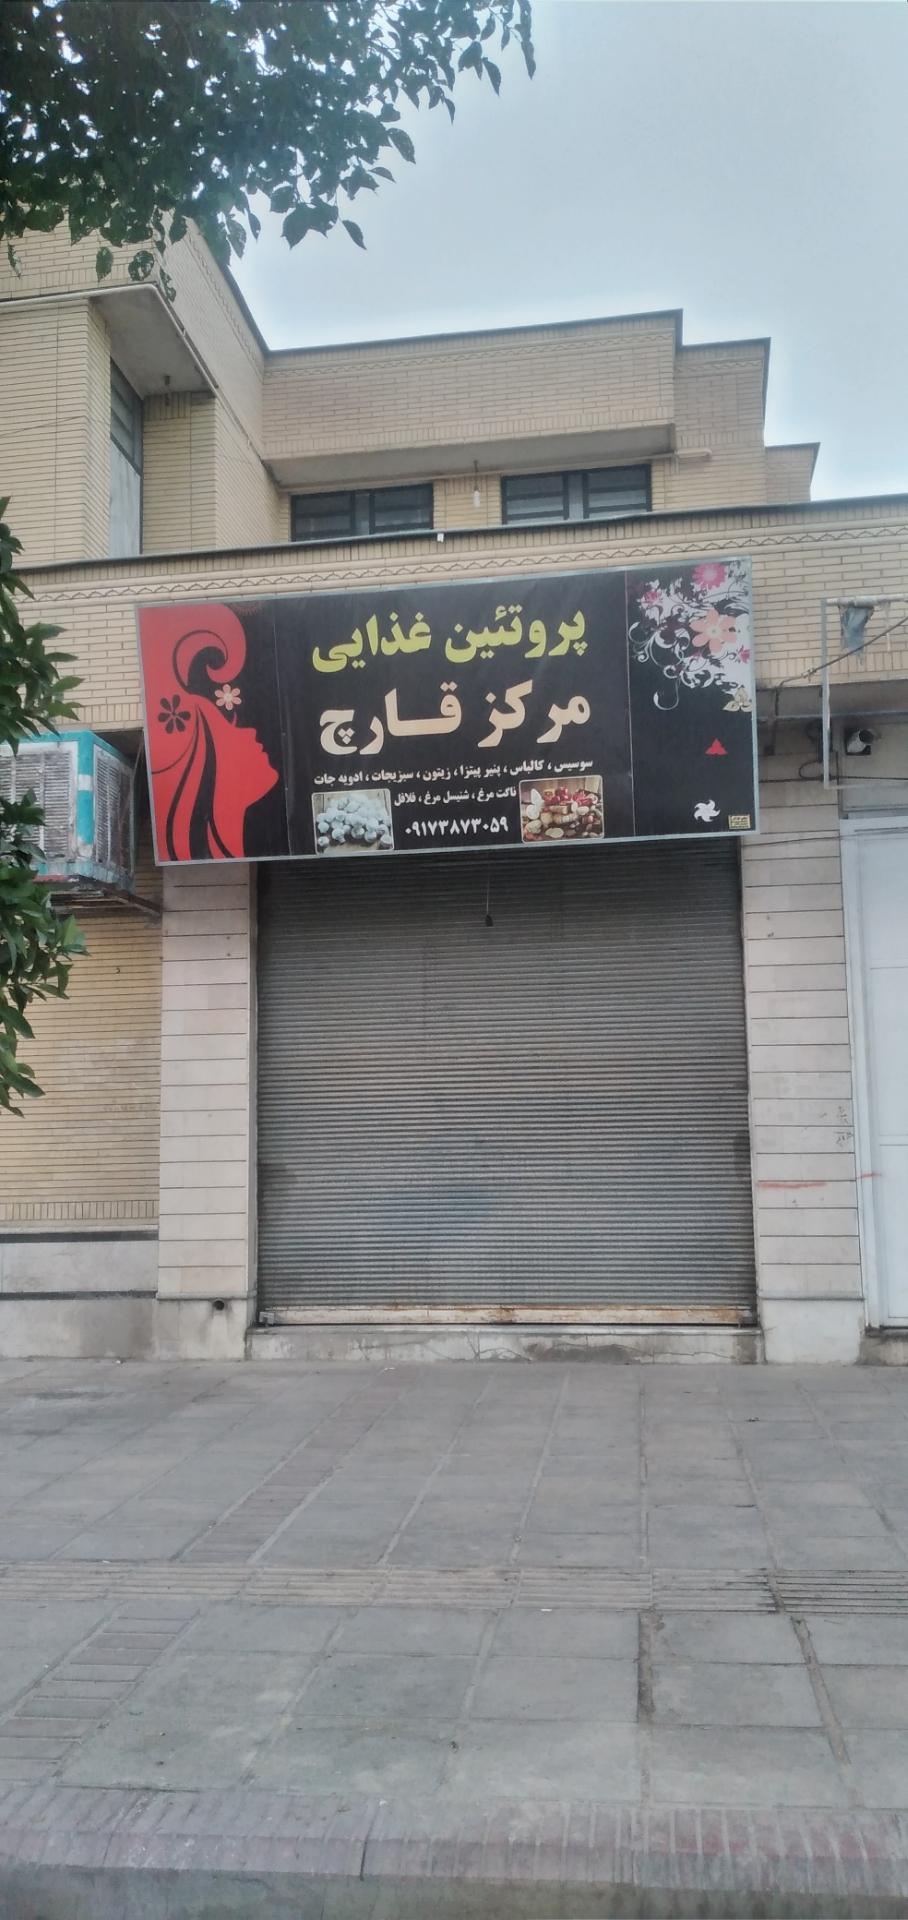 پروتئین غذایی
مرکز قارچ
سوسیس ، کالباس ، پنیر پیتزا ، زیتون ، سبزیجات ، ادویه جات
ناگت مرغ ، شنیسل مرغ ، فلافل
۰۹۱۷۳۸۷۳۰۵۹